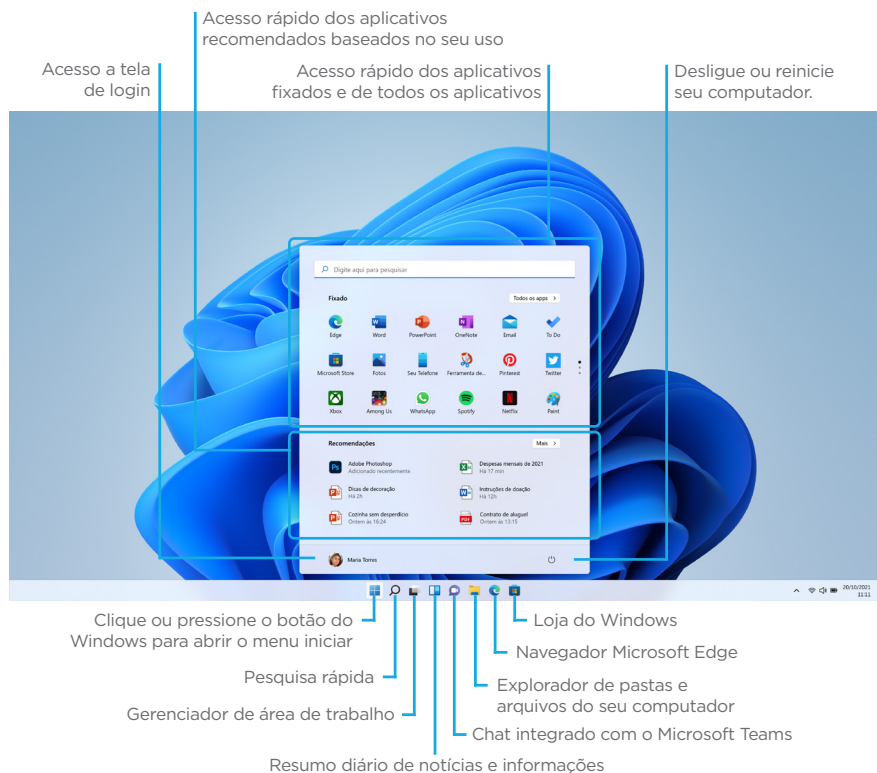 Acesso rápido dos aplicativos
recomendados baseados no seu uso
Acesso a tela
de login
Acesso rápido dos aplicativos
fixados e de todos os aplicativos
Desligue ou reinicie
seu computador.
Digite aqui para pesquisar
Fixado
Todos os apps >
Edge
Word
PowerPoint
OneNote
Email
To Do
Microsoft Store
Fotos
Seu Telefone
Ferramenta de...
Pinterest
Twitter
Xbox
Among Us
WhatsApp
Spotify
Netflix
Paint
Recomendações
Mais >
Adobe Photoshop
Adicionado recentemente
Despesas mensais de 2021
Há 17 min
Dicas de decoração
Há 2h
Instruções de doação
Há 12h
Cozinha sem desperdício
Ontem às 16:24
Contrato de aluguel
Ontem às 13:15
Maria Torres
20/10/2021
11:11
Clique ou pressione o botão do
Windows para abrir o menu iniciar
Loja do Windows
Navegador Microsoft Edge
Pesquisa rápida
Explorador de pastas e
arquivos do seu computador
Gerenciador de área de trabalho
Chat integrado com o Microsoft Teams
Resumo diário de notícias e informações